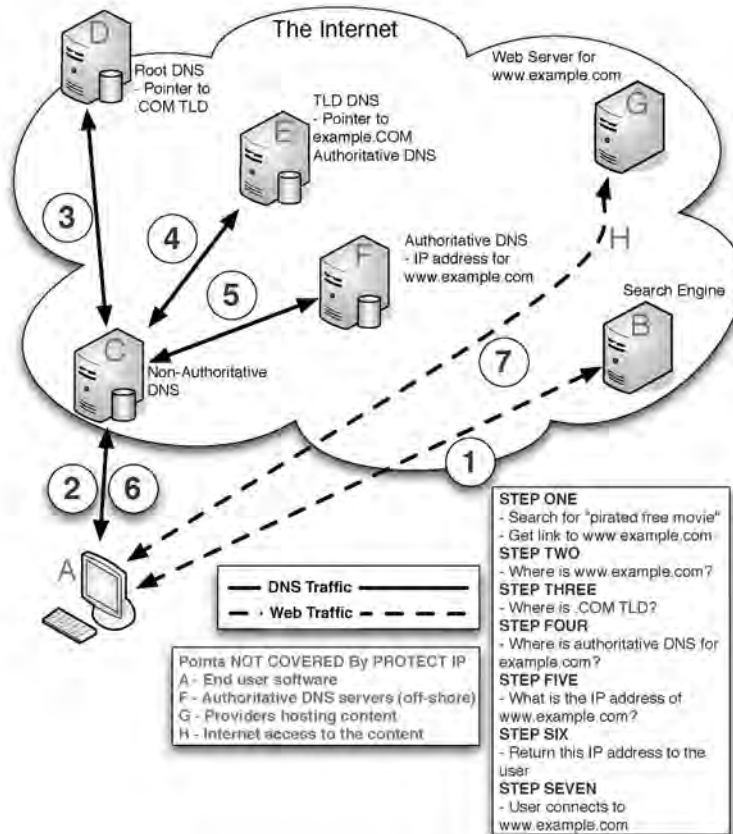 The Internet
D
Root DNS
- Pointer to
.COM TLD
E
TLD DNS
- Pointer to
example.COM
Authoritative DNS
Web Server for
www.example.com
G
3
4
5
F
Authoritative DNS
- IP address for
www.example.com
H
Search Engine
B
C
Non-Authoritative
DNS
7
1
2
6
A
DNS Traffic
Web Traffic
Points NOT COVERED By PROTECT IP
A - End user software
F - Authoritative DNS servers (off-shore)
G - Providers hosting content
H - Internet access to the content
STEP ONE
- Search for "pirated free movie"
- Get link to www.example.com
STEP TWO
- Where is www.example.com?
STEP THREE
- Where is .COM TLD?
STEP FOUR
- Where is authoritative DNS for
example.com?
STEP FIVE
- What is the IP address of
www.example.com?
STEP SIX
- Return this IP address to the
user
STEP SEVEN
- User connects to
www.example.com